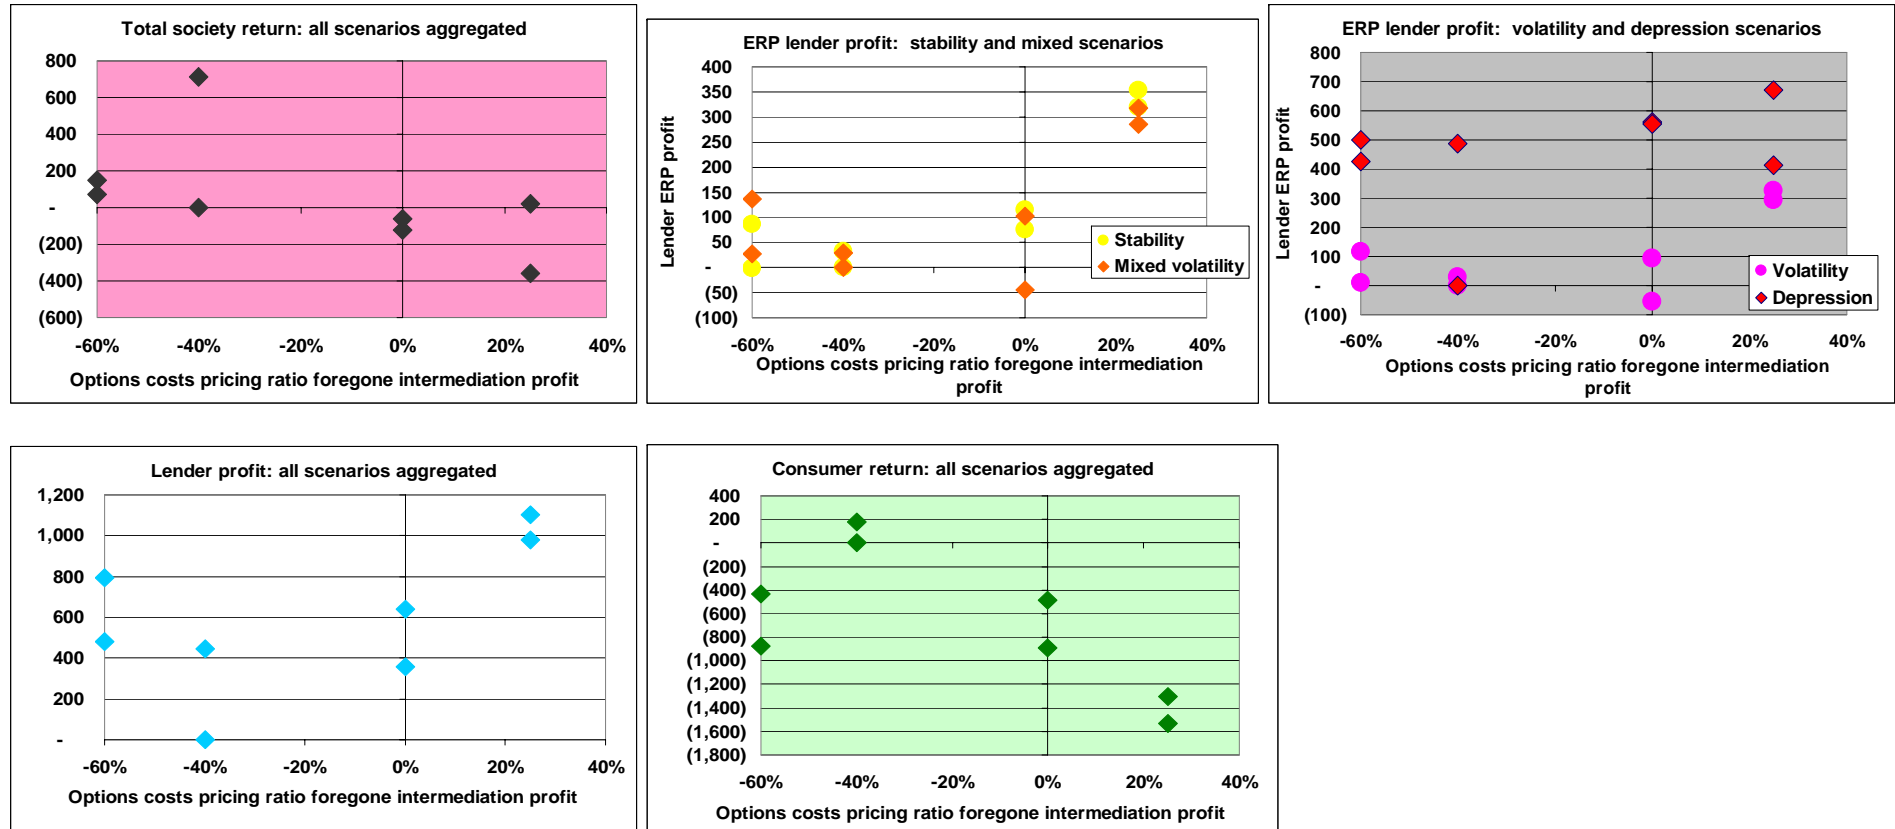 Total society return: all scenarios aggregated
800
600
400
200
-
(200)
(400)
(600)
-60% -40% -20% 0% 20% 40%
Options costs pricing ratio foregone intermediation profit
ERP lender profit: stability and mixed scenarios
Lender ERP profit
400
350
300
250
200
150
100
50
-
(50)
(100)
Stability
Mixed volatility
-60% -40% -20% 0% 20% 40%
Options costs pricing ratio foregone intermediation
profit
ERP lender profit: volatility and depression scenarios
Lender ERP profit
800
700
600
500
400
300
200
100
-
(100)
Volatility
Depression
-60% -40% -20% 0% 20% 40%
Options costs pricing ratio foregone intermediation
profit
Lender profit: all scenarios aggregated
1,200
1,000
800
600
400
200
-
-60% -40% -20% 0% 20% 40%
Options costs pricing ratio foregone intermediation profit
Consumer return: all scenarios aggregated
400
200
-
(200)
(400)
(600)
(800)
(1,000)
(1,200)
(1,400)
(1,600)
(1,800)
-60% -40% -20% 0% 20% 40%
Options costs pricing ratio foregone intermediation profit